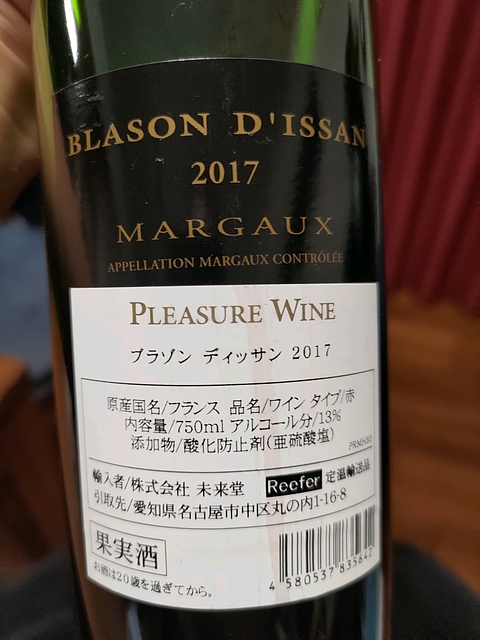 BLASON D'ISSAN
2017
MARGAUX
APPELLATION MARGAUX CONTRÔLÉE
PLEASURE WINE
ブラゾン ディッサン 2017
原産国名/フランス 品名/ワイン タイプ/赤
内容量/750ml アルコール分/13%
添加物/酸化防止剤(亜硫酸塩)
輸入者/株式会社 未来堂 Reefer 定温輸送品
引取先/愛知県名古屋市中区丸の内1-16-8
果実酒
お酒は20歳を過ぎてから。
4 580537 835642